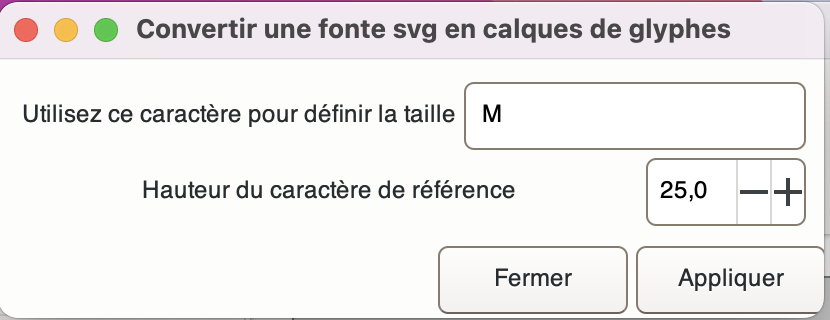 Convertir une fonte svg en calques de glyphes
Utilisez ce caractère pour définir la taille M
Hauteur du caractère de référence 25,0
Fermer Appliquer